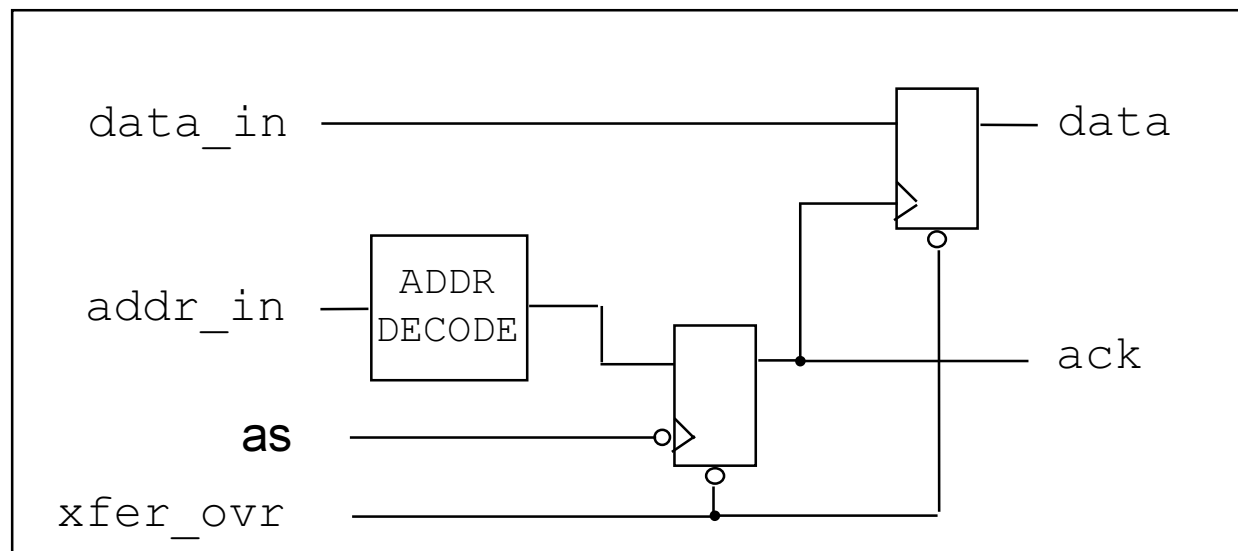 data_in
data
addr_in
ADDR
DECODE
ack
as
xfer_ovr